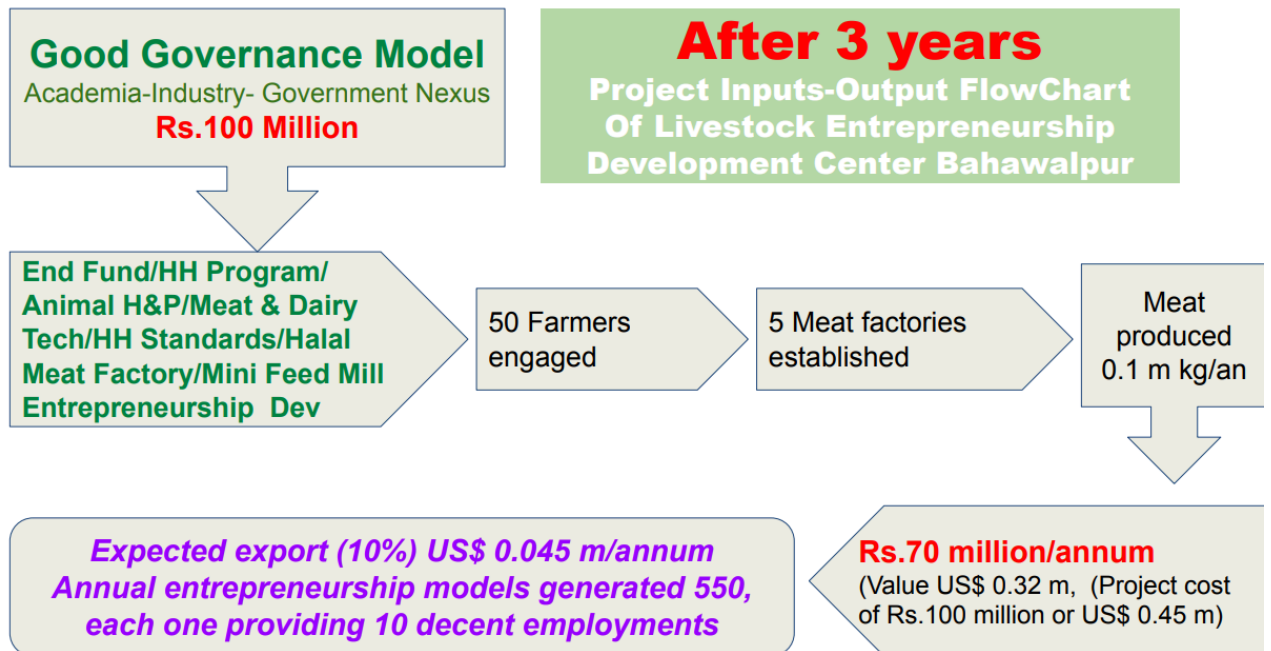 Good Governance Model
Academia-Industry- Government Nexus
Rs.100 Million
After 3 years
Project Inputs-Output FlowChart
Of Livestock Entrepreneurship
Development Center Bahawalpur
End Fund/HH Program/
Animal H&P/Meat & Dairy
Tech/HH Standards/Halal
Meat Factory/Mini Feed Mill
Entrepreneurship Dev
50 Farmers
engaged
5 Meat factories
established
Meat
produced
0.1 m kg/an
Rs.70 million/annum
(Value US$ 0.32 m, (Project cost
of Rs.100 million or US$ 0.45 m)
Expected export (10%) US$ 0.045 m/annum
Annual entrepreneurship models generated 550,
each one providing 10 decent employments